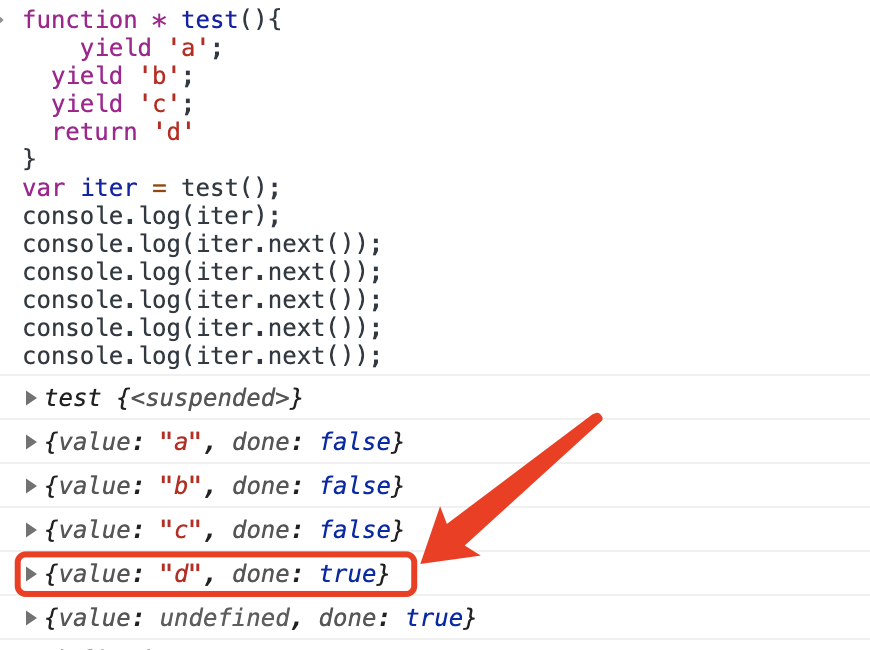 function * test(){
    yield 'a';
  yield 'b';
  yield 'c';
  return 'd'
}
var iter = test();
console.log(iter);
console.log(iter.next());
console.log(iter.next());
console.log(iter.next());
console.log(iter.next());
console.log(iter.next());
test {<suspended>}
{value: "a", done: false}
{value: "b", done: false}
{value: "c", done: false}
{value: "d", done: true}
{value: undefined, done: true}